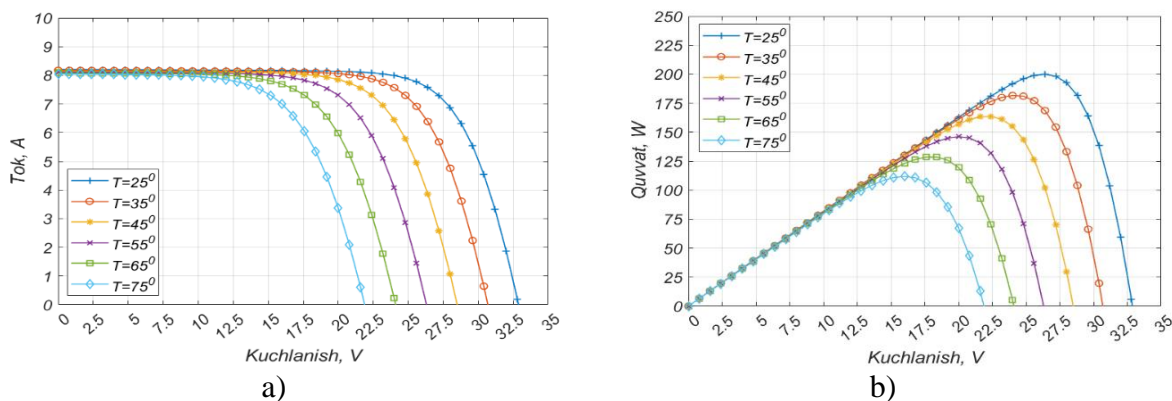 Tok, A
10
9
8
7
6
5
4
3
2
1
0
T=25⁰
T=35⁰
T=45⁰
T=55⁰
T=65⁰
T=75⁰
0 2.5 5 7.5 10 12.5 15 17.5 20 22.5 25 27.5 30 32.5 35
Kuchlanish, V
a)
Quvvat, W
250
225
200
175
150
125
100
75
50
25
0
T=25⁰
T=35⁰
T=45⁰
T=55⁰
T=65⁰
T=75⁰
0 2.5 5 7.5 10 12.5 15 17.5 20 22.5 25 27.5 30 32.5 35
Kuchlanish, V
b)